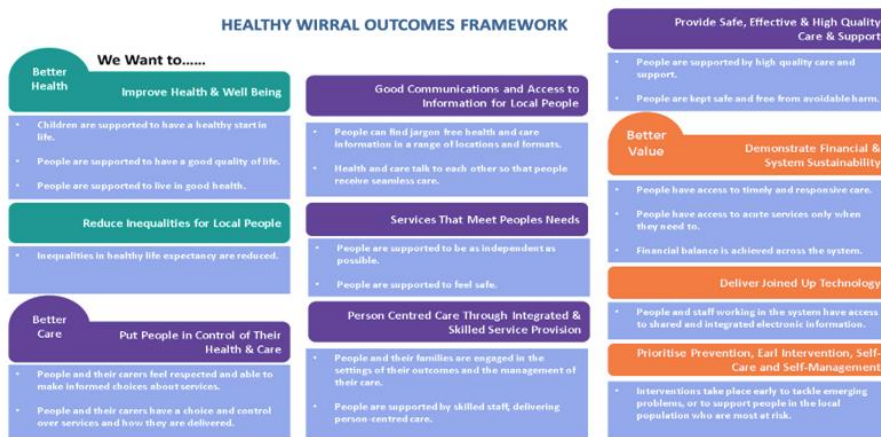 HEALTHY WIRRAL OUTCOMES FRAMEWORK
We Want to......
Better
Health
Improve Health & Well Being
• Children are supported to have a healthy start in
life.
• People are supported to have a good quality of life.
• People are supported to live in good health.
Reduce Inequalities for Local People
• Inequalities in healthy life expectancy are reduced.
Better
Care
Put People in Control of Their
Health & Care
• People and their carers feel respected and able to
make informed choices about services.
• People and their carers have a choice and control
over services and how they are delivered.
Good Communications and Access to
Information for Local People
• People can find jargon free health and care
information in a range of locations and formats.
• Health and care talk to each other so that people
receive seamless care.
Services That Meet Peoples Needs
• People are supported to be as independent as
possible.
• People are supported to feel safe.
Person Centred Care Through Integrated &
Skilled Service Provision
• People and their families are engaged in the
settings of their outcomes and the management of
their care.
• People are supported by skilled staff, delivering
person-centred care.
Provide Safe, Effective & High Quality
Care & Support
• People are supported by high quality care and
support.
• People are kept safe and free from avoidable harm.
Better
Value
Demonstrate Financial &
System Sustainability
• People have access to timely and responsive care.
• People have access to acute services only when
they need to.
• Financial balance is achieved across the system.
Deliver Joined Up Technology
• People and staff working in the system have access
to shared and integrated electronic information.
Prioritise Prevention, Earl Intervention, Self-
Care and Self-Management
• Interventions take place early to tackle emerging
problems, or to support people in the local
population who are most at risk.